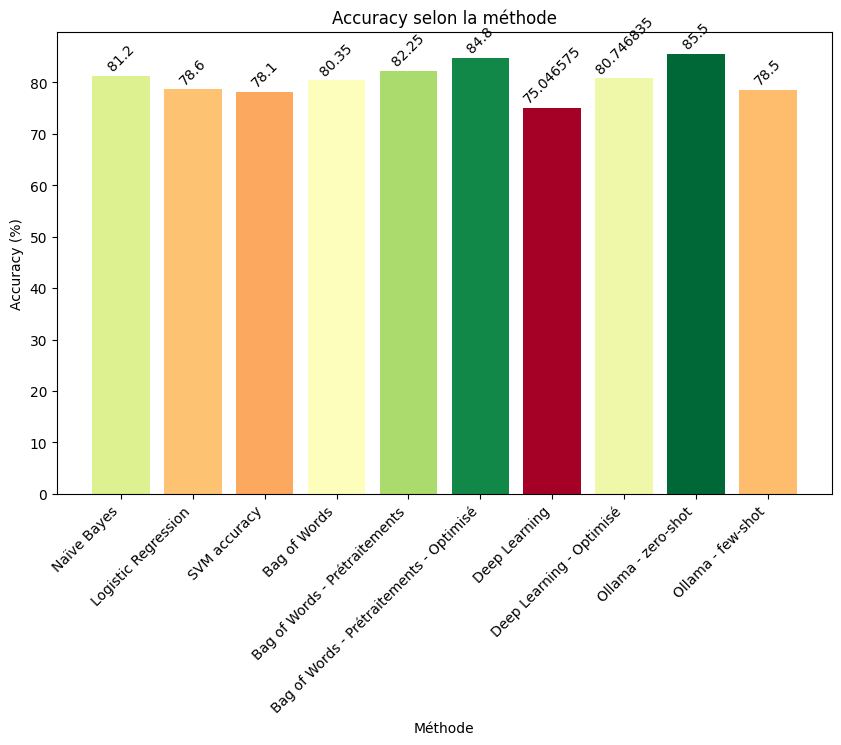 Accuracy selon la méthode
81.2
78.6
78.1
80.35
82.25
84.8
75.046575
80.746835
85.5
78.5
Accuracy (%)
80
70
60
50
40
30
20
10
0
Naïve Bayes
Logistic Regression
SVM accuracy
Bag of Words
Bag of Words - Prétraitements
Bag of Words - Prétraitements - Optimisé
Deep Learning
Deep Learning - Optimisé
Ollama - zero-shot
Ollama - few-shot
Méthode